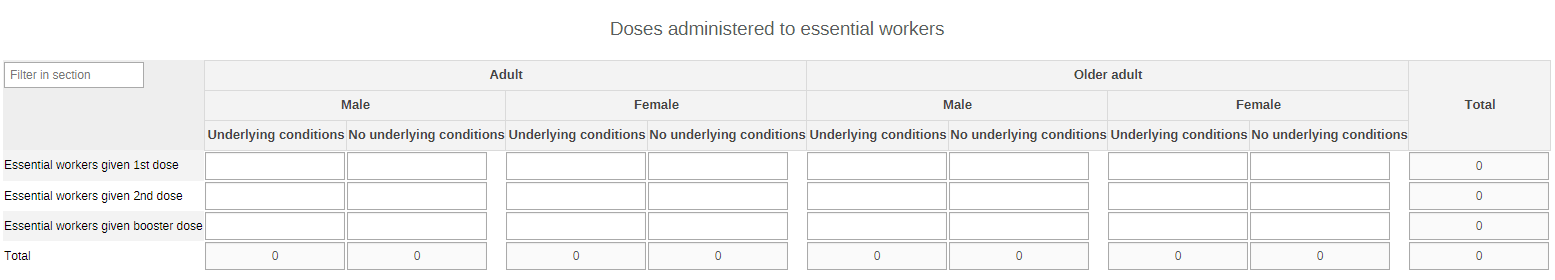 Doses administered to essential workers
Filter in section
Adult Older adult
Male Female Male Female Total
Underlying conditions No underlying conditions Underlying conditions No underlying conditions Underlying conditions No underlying conditions Underlying conditions No underlying conditions
Essential workers given 1st dose 0
Essential workers given 2nd dose 0
Essential workers given booster dose 0
Total 0 0 0 0 0 0 0 0 0